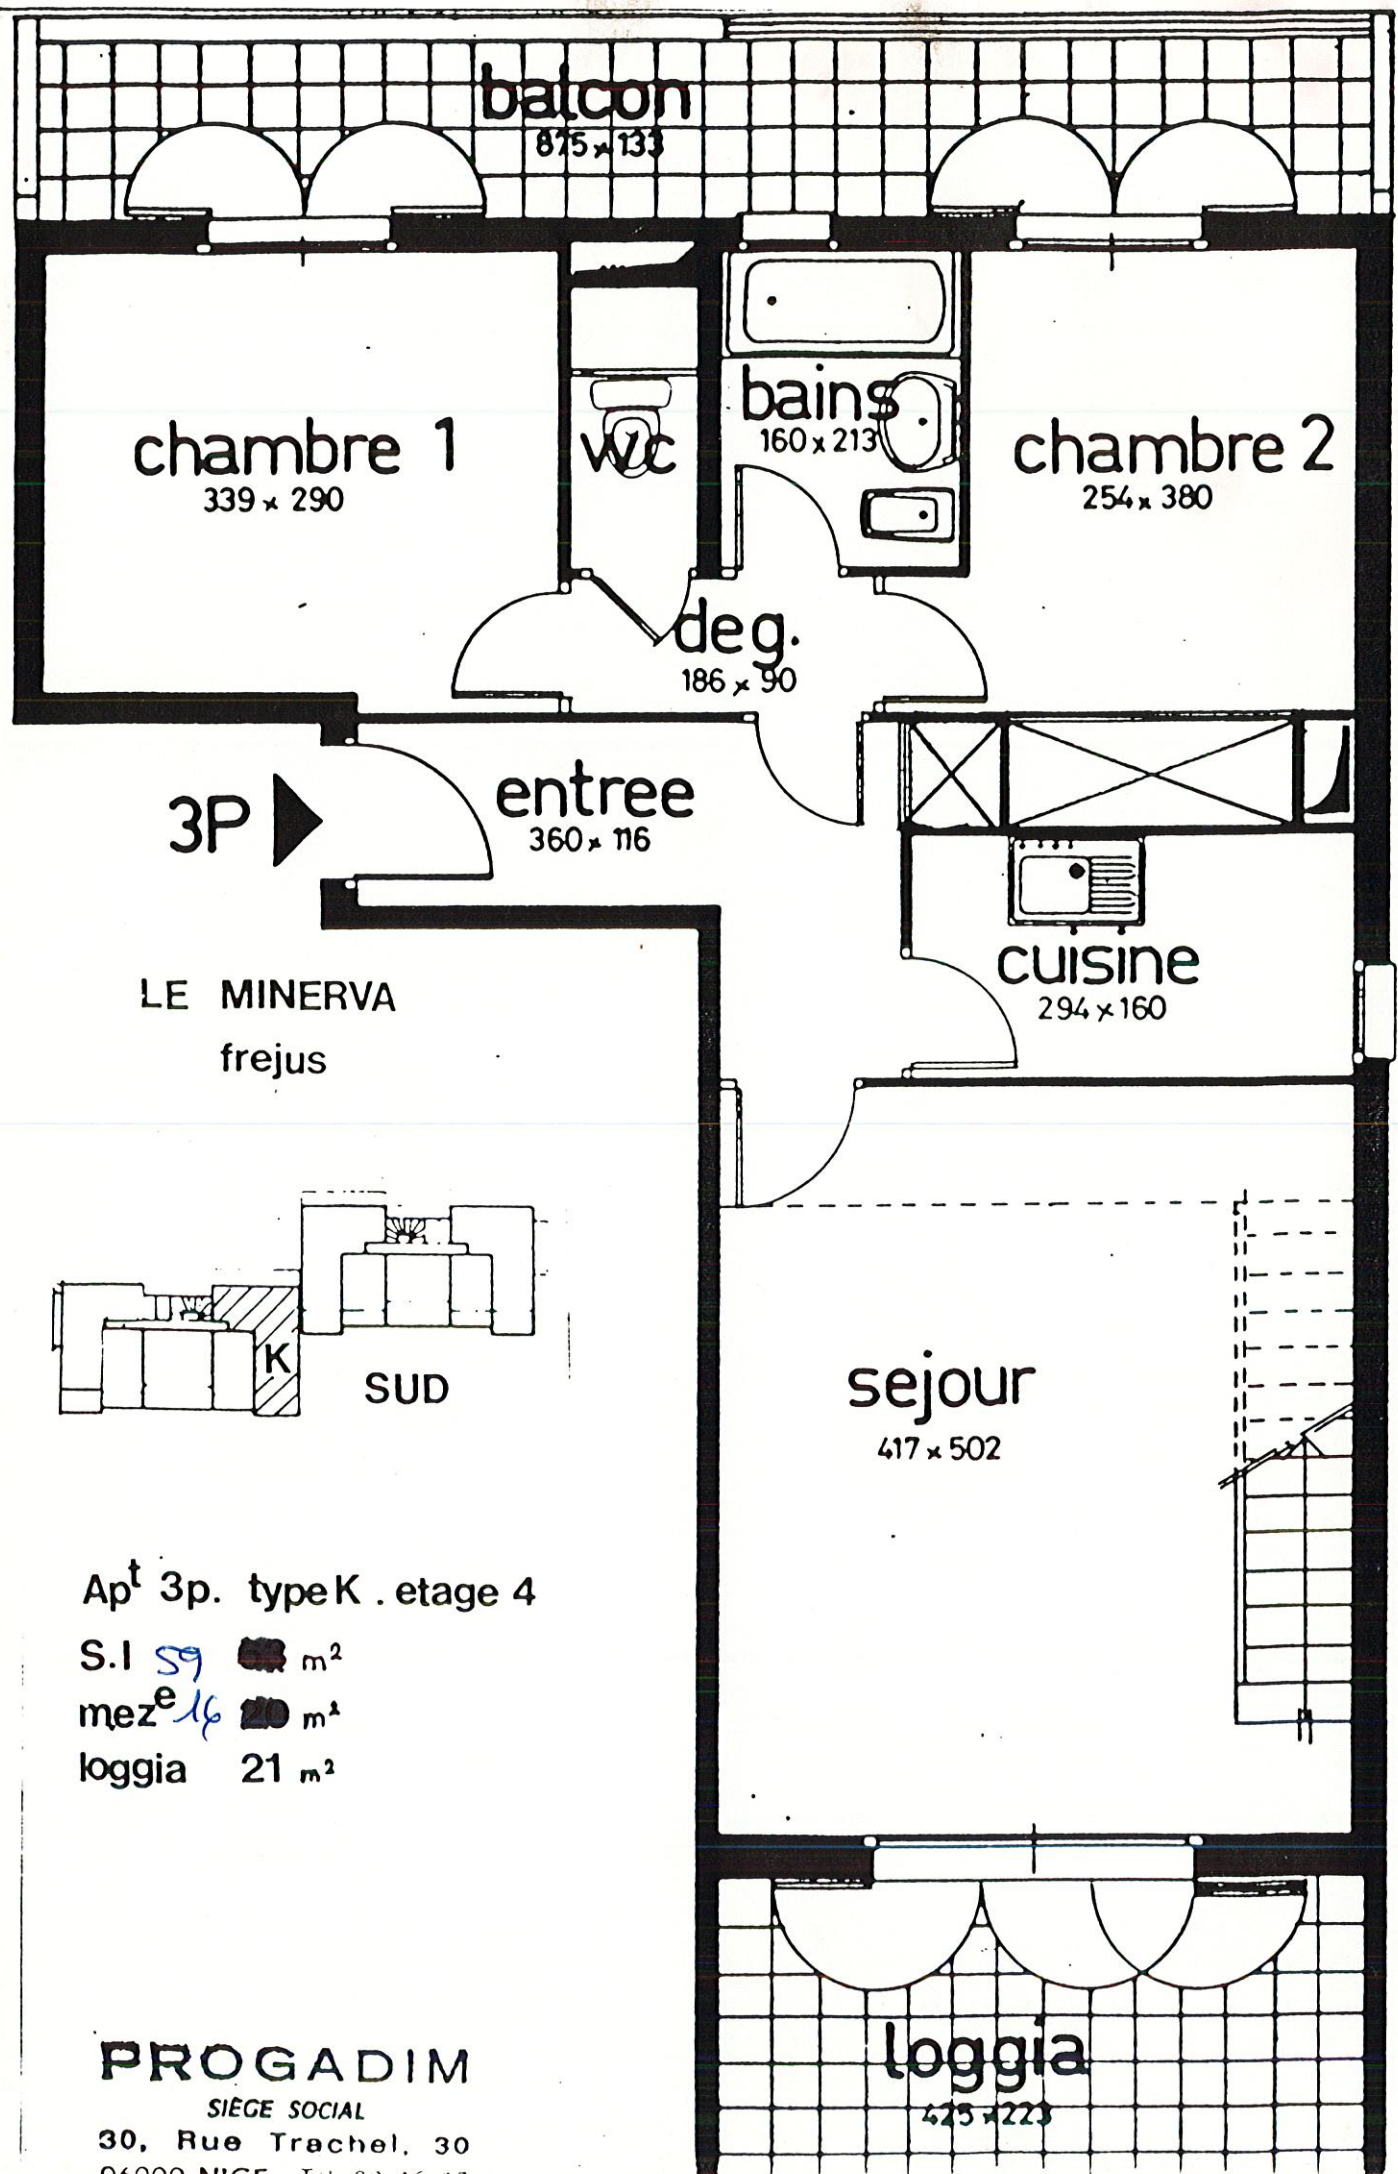 balcon
875 x 133
chambre 1
339 x 290
wc
bains
160 x 213
chambre 2
254 x 380
deg.
186 x 90
3P
entree
360 x 116
cuisine
294 x 160
LE MINERVA
frejus
K
SUD
sejour
417 x 502
Apt 3p. type K . etage 4
S.I 59 m²
meze 16 m²
loggia 21 m²
loggia
425 x 223
PROGADIM
SIÈGE SOCIAL
30, Rue Trachel, 30
06000 NICE